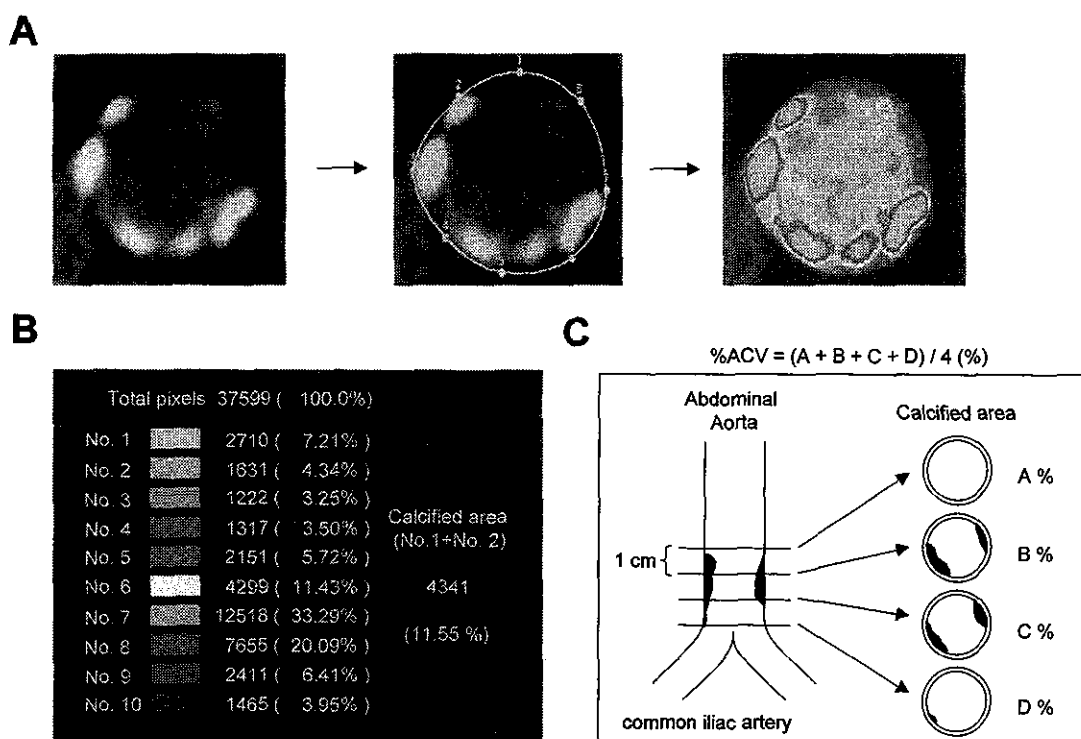 A
1
2
B
Total pixels 37599 ( 100.0%)
No. 1 2710 ( 7.21% )
No. 2 1631 ( 4.34% )
No. 3 1222 ( 3.25% )
No. 4 1317 ( 3.50% )
No. 5 2151 ( 5.72% )
No. 6 4299 ( 11.43% )
No. 7 12518 ( 33.29% )
No. 8 7655 ( 20.09% )
No. 9 2411 ( 6.41% )
No. 10 1465 ( 3.95% )
Calcified area
(No.1+No. 2)
4341
(11.55 %)
C
%ACV = (A + B + C + D) / 4 (%)
Abdominal
Aorta
Calcified area
A %
B %
1 cm
C %
D %
common iliac artery